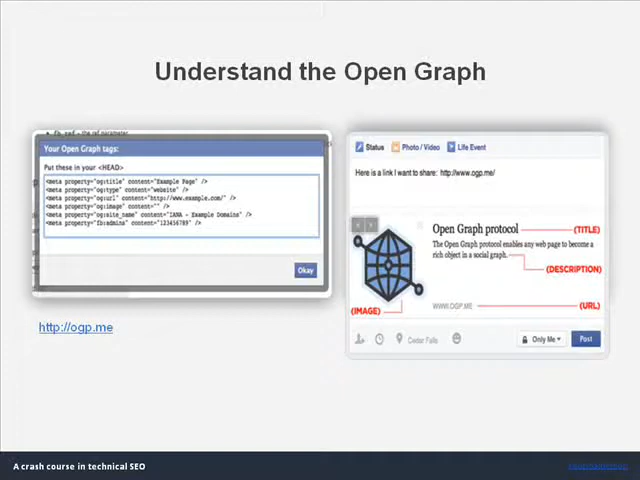 Understand the Open Graph
fb_ref – the ref parameter.
Your Open Graph tags:
Put these in your <HEAD>
<meta property="og:title" content="Example Page" />
<meta property="og:type" content="website" />
<meta property="og:url" content="http://www.example.com/" />
<meta property="og:image" content="" />
<meta property="og:site_name" content="IANA — Example Domains" />
<meta property="fb:admins" content="123456789" />
Okay
http://ogp.me
Status Photo / Video Life Event
Here is a link I want to share: http://www.ogp.me/
Open Graph protocol (TITLE)
The Open Graph protocol enables any web page to become a
rich object in a social graph.
(DESCRIPTION)
WWW.OGP.ME (URL)
(IMAGE)
Cedar Falls Only Me Post
A crash course in technical SEO